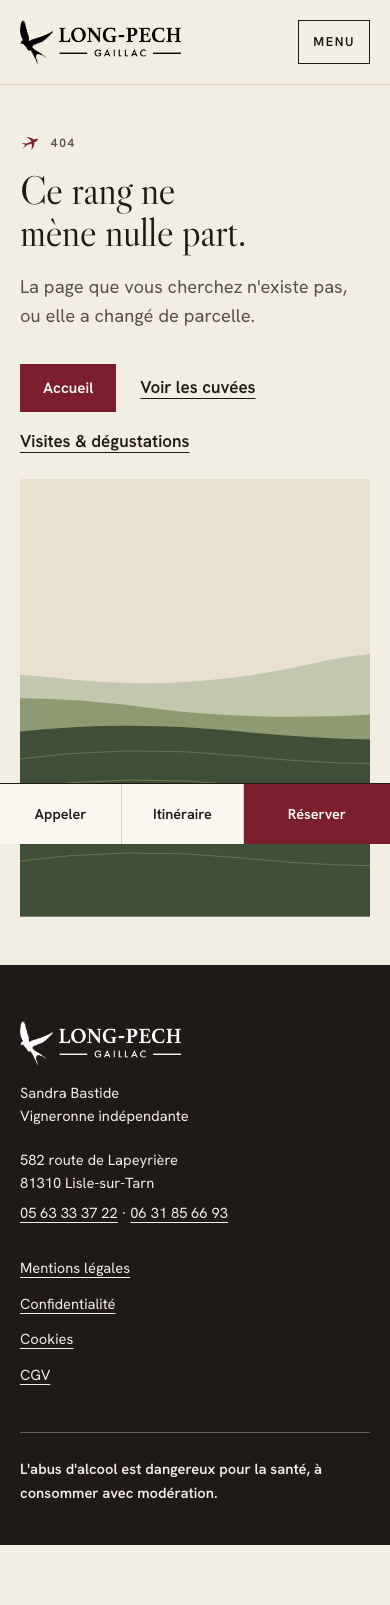 LONG-PECH
GAILLAC
MENU
404
Ce rang ne
mène nulle part.
La page que vous cherchez n'existe pas,
ou elle a changé de parcelle.
Accueil
Voir les cuvées
Visites & dégustations
Appeler
Itinéraire
Réserver
LONG-PECH
GAILLAC
Sandra Bastide
Vigneronne indépendante
582 route de Lapeyrière
81310 Lisle-sur-Tarn
05 63 33 37 22 · 06 31 85 66 93
Mentions légales
Confidentialité
Cookies
CGV
L'abus d'alcool est dangereux pour la santé, à
consommer avec modération.